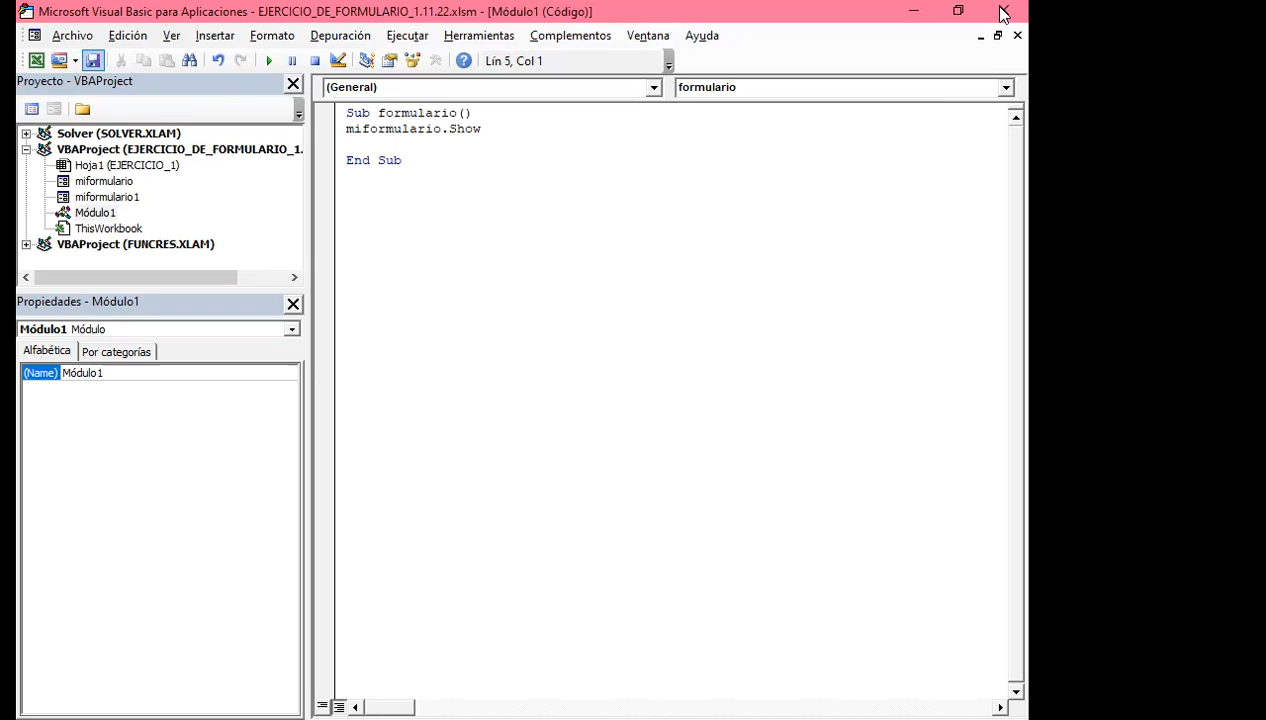 Microsoft Visual Basic para Aplicaciones - EJERCICIO_DE_FORMULARIO_1.11.22.xlsm - [Módulo1 (Código)]
Archivo Edición Ver Insertar Formato Depuración Ejecutar Herramientas Complementos Ventana Ayuda
Lín 5, Col 1
Proyecto - VBAProject
(General) formulario
Solver (SOLVER.XLAM)
VBAProject (EJERCICIO_DE_FORMULARIO_1.
Hoja1 (EJERCICIO_1)
miformulario
miformulario1
Módulo1
ThisWorkbook
VBAProject (FUNCRES.XLAM)
Propiedades - Módulo1
Módulo1 Módulo
Alfabética Por categorías
(Name) Módulo1
Sub formulario()
miformulario.Show
End Sub